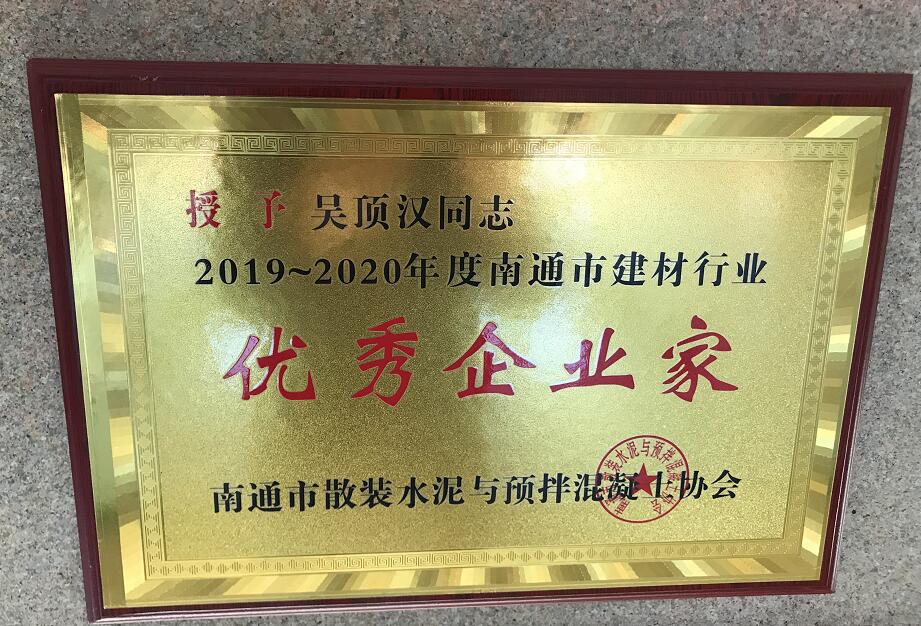 授予 吴顶汉同志
2019~2020年度南通市建材行业
优秀企业家
南通市散装水泥与预拌混凝土协会